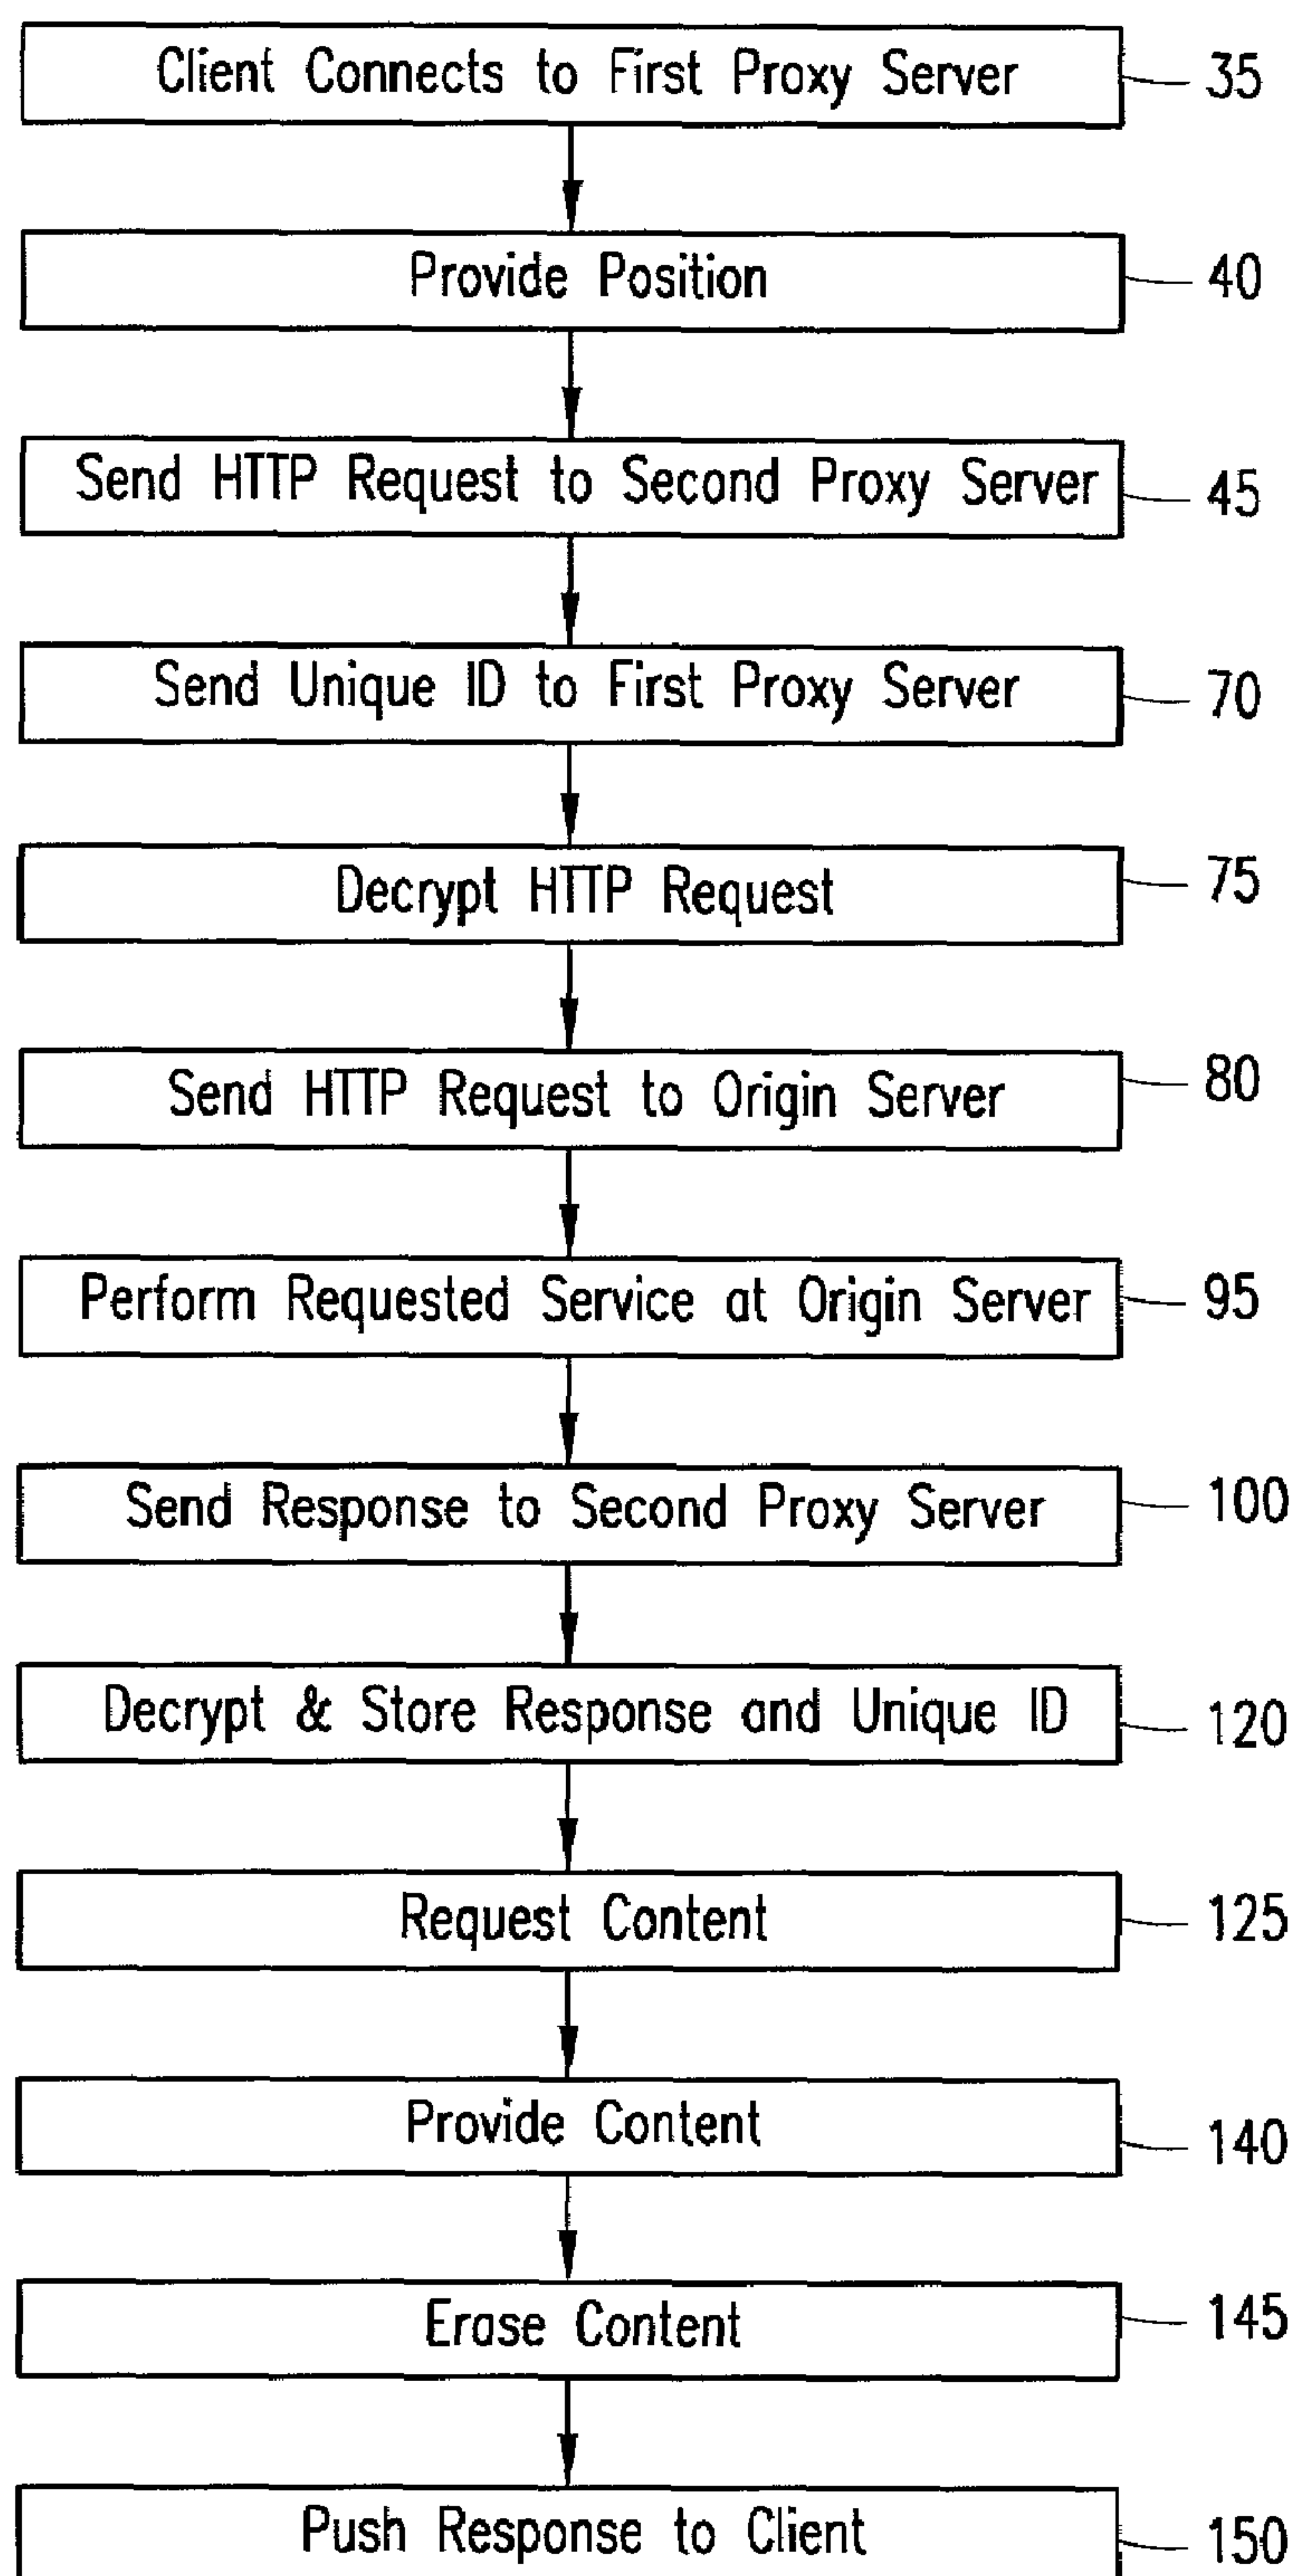 Client Connects to First Proxy Server 35
Provide Position 40
Send HTTP Request to Second Proxy Server 45
Send Unique ID to First Proxy Server 70
Decrypt HTTP Request 75
Send HTTP Request to Origin Server 80
Perform Requested Service at Origin Server 95
Send Response to Second Proxy Server 100
Decrypt & Store Response and Unique ID 120
Request Content 125
Provide Content 140
Erase Content 145
Push Response to Client 150